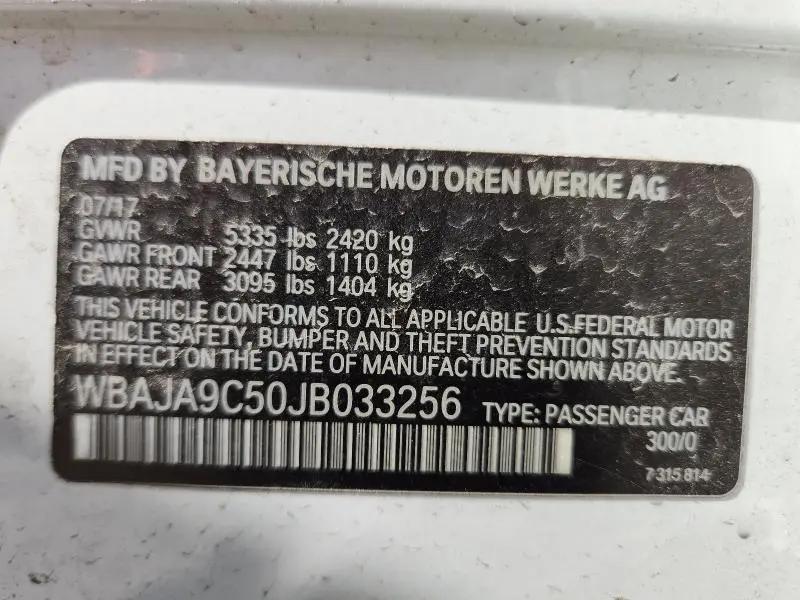 MFD BY BAYERISCHE MOTOREN WERKE AG
07/17
GVWR 5335 lbs 2420 kg
GAWR FRONT 2447 lbs 1110 kg
GAWR REAR 3095 lbs 1404 kg
THIS VEHICLE CONFORMS TO ALL APPLICABLE U.S.FEDERAL MOTOR
VEHICLE SAFETY, BUMPER AND THEFT PREVENTION STANDARDS
IN EFFECT ON THE DATE OF MANUFACTURE SHOWN ABOVE.
WBAJA9C50JB033256 TYPE: PASSENGER CAR
300/0
7 315 814